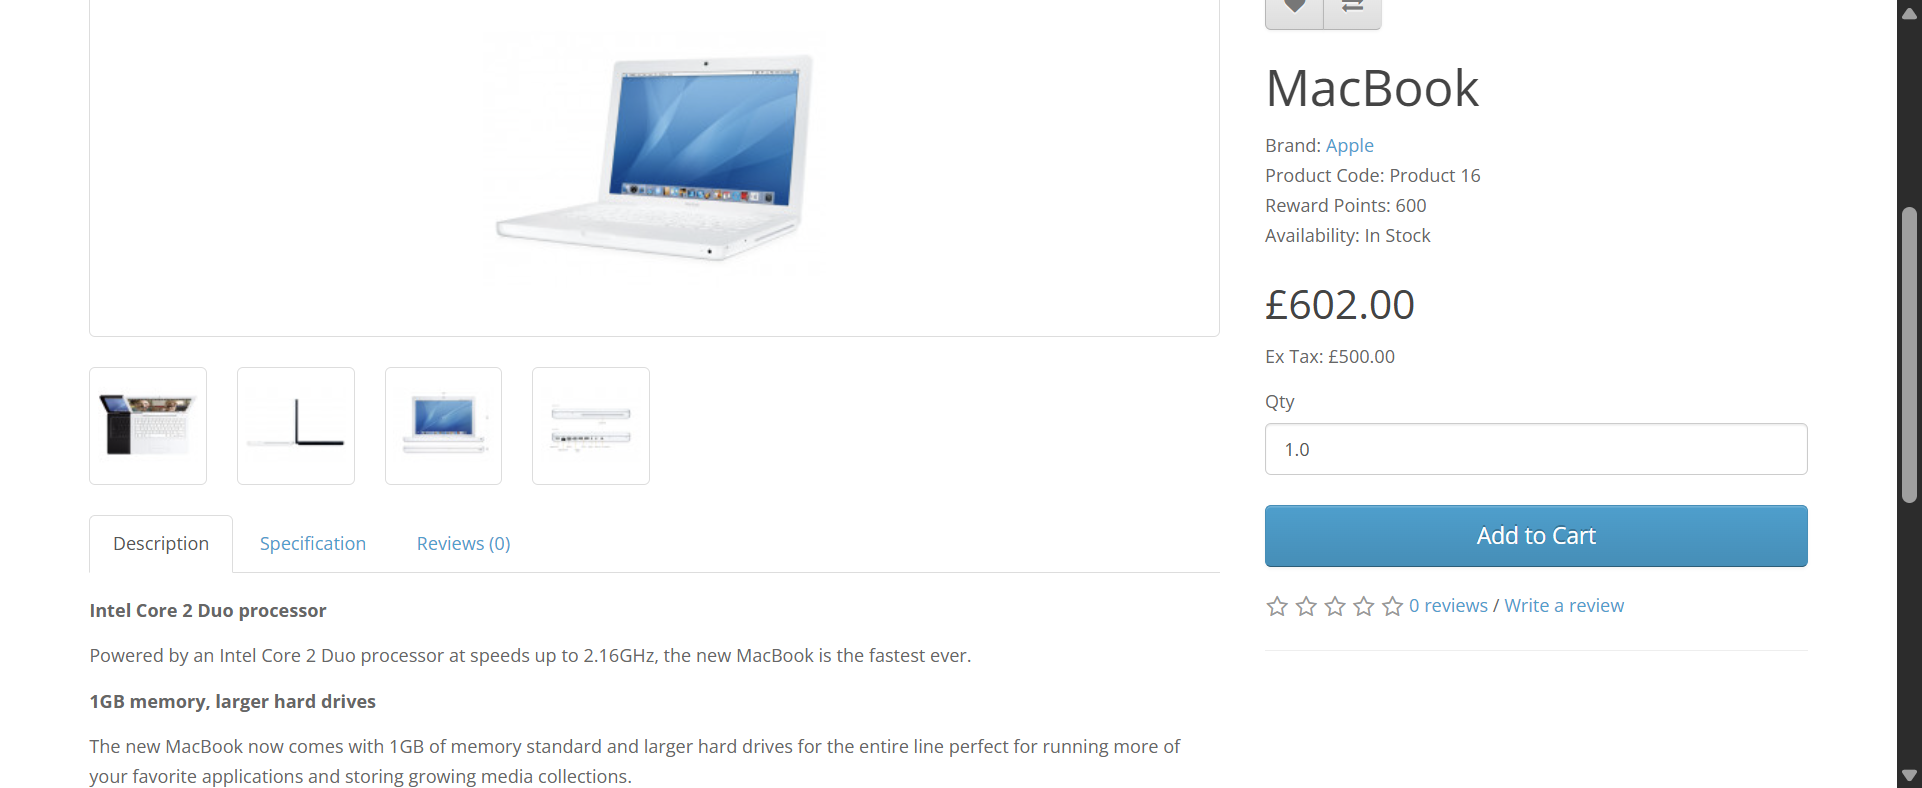 MacBook
Brand: Apple
Product Code: Product 16
Reward Points: 600
Availability: In Stock
£602.00
Ex Tax: £500.00
Qty
1.0
Add to Cart
0 reviews / Write a review
Description
Specification
Reviews (0)
Intel Core 2 Duo processor
Powered by an Intel Core 2 Duo processor at speeds up to 2.16GHz, the new MacBook is the fastest ever.
1GB memory, larger hard drives
The new MacBook now comes with 1GB of memory standard and larger hard drives for the entire line perfect for running more of
your favorite applications and storing growing media collections.